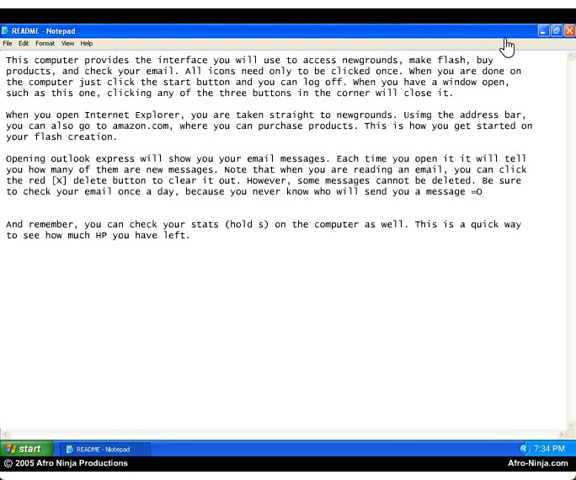 README - Notepad
File Edit Format View Help
This computer provides the interface you will use to access newgrounds, make flash, buy
products, and check your email. All icons need only to be clicked once. When you are done on
the computer just click the start button and you can log off. When you have a window open,
such as this one, clicking any of the three buttons in the corner will close it.
When you open Internet Explorer, you are taken straight to newgrounds. Usimg the address bar,
you can also go to amazon.com, where you can purchase products. This is how you get started on
your flash creation.
Opening outlook express will show you your email messages. Each time you open it it will tell
you how many of them are new messages. Note that when you are reading an email, you can click
the red [X] delete button to clear it out. However, some messages cannot be deleted. Be sure
to check your email once a day, because you never know who will send you a message =O
And remember, you can check your stats (hold s) on the computer as well. This is a quick way
to see how much HP you have left.
start README - Notepad 7:34 PM
© 2005 Afro Ninja Productions Afro-Ninja.com